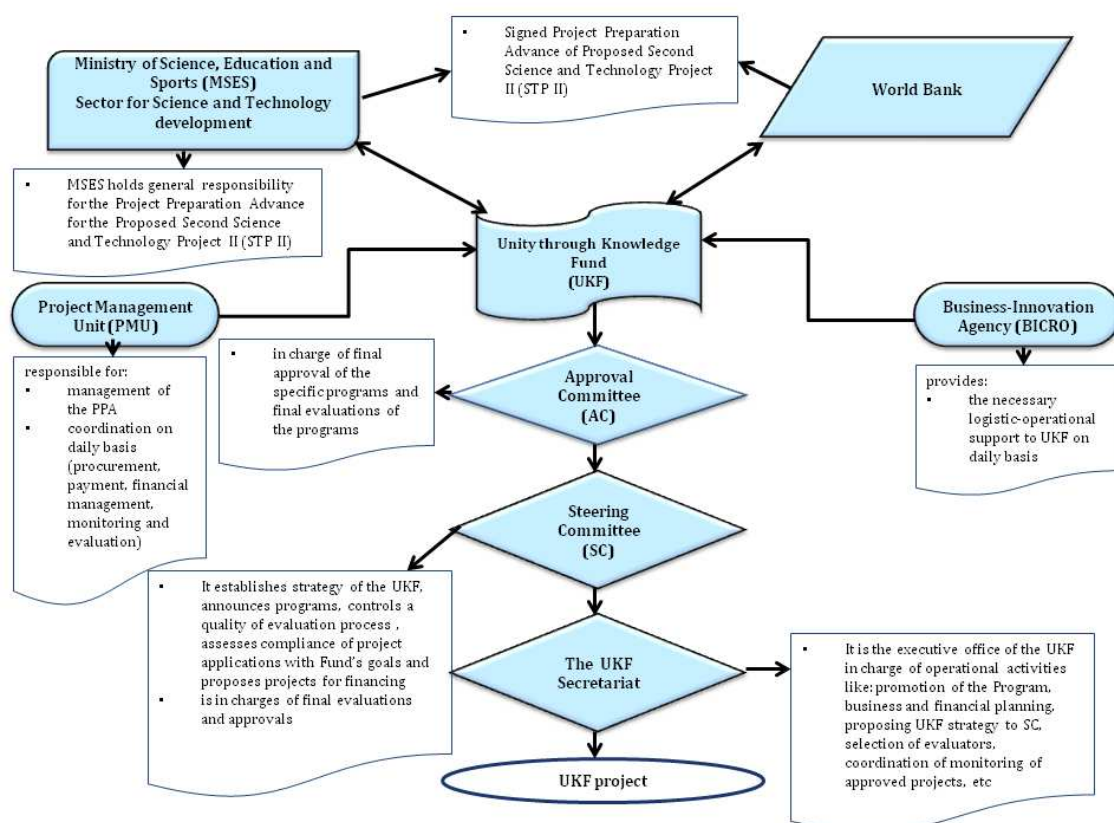 Ministry of Science, Education and
Sports (MSES)
Sector for Science and Technology
development
▪ Signed Project Preparation
Advance of Proposed Second
Science and Technology Project
II (STP II)
World Bank
▪ MSES holds general responsibility
for the Project Preparation Advance
for the Proposed Second Science
and Technology Project II (STP II)
Unity through Knowledge
Fund
(UKF)
Project Management
Unit (PMU)
Business-Innovation
Agency (BICRO)
responsible for:
▪ management of
the PPA
▪ coordination on
daily basis
(procurement,
payment, financial
management,
monitoring and
evaluation)
▪ in charge of final
approval of the
specific programs and
final evaluations of
the programs
Approval
Committee
(AC)
provides:
▪ the necessary
logistic-operational
support to UKF on
daily basis
Steering
Committee
(SC)
▪ It establishes strategy of the UKF,
announces programs, controls a
quality of evaluation process ,
assesses compliance of project
applications with Fund's goals and
proposes projects for financing
▪ is in charges of final evaluations
and approvals
The UKF
Secretariat
▪ It is the executive office of the UKF
in charge of operational activities
like: promotion of the Program,
business and financial planning,
proposing UKF strategy to SC,
selection of evaluators,
coordination of monitoring of
approved projects, etc
UKF project